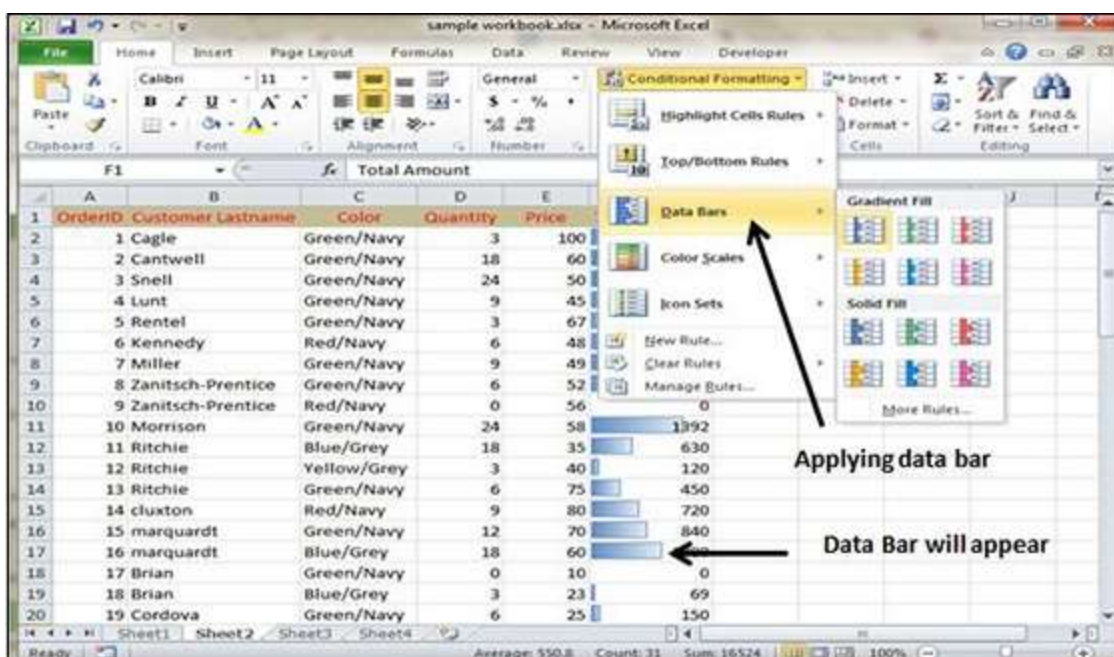 sample workbook.xlsx - Microsoft Excel
File Home Insert Page Layout Formulas Data Review View Developer
Calibri 11 General Conditional Formatting Insert Σ
Paste B I U A A $ % , Delete Sort & Filter Find & Select
A Format
Clipboard Font Alignment Number Cells Editing
F1 fx Total Amount
Highlight Cells Rules
Top/Bottom Rules
Data Bars
Color Scales
Icon Sets
New Rule...
Clear Rules
Manage Rules...
Gradient Fill
Solid Fill
More Rules...
A B C D E J
1 OrderID Customer Lastname Color Quantity Price
2 1 Cagle Green/Navy 3 100
3 2 Cantwell Green/Navy 18 60
4 3 Snell Green/Navy 24 50
5 4 Lunt Green/Navy 9 45
6 5 Rentel Green/Navy 3 67
7 6 Kennedy Red/Navy 6 48
8 7 Miller Green/Navy 9 49
9 8 Zanitsch-Prentice Green/Navy 6 52
10 9 Zanitsch-Prentice Red/Navy 0 56 0
11 10 Morrison Green/Navy 24 58 1392
12 11 Ritchie Blue/Grey 18 35 630
13 12 Ritchie Yellow/Grey 3 40 120
14 13 Ritchie Green/Navy 6 75 450
15 14 cluxton Red/Navy 9 80 720
16 15 marquardt Green/Navy 12 70 840
17 16 marquardt Blue/Grey 18 60
18 17 Brian Green/Navy 0 10 0
19 18 Brian Blue/Grey 3 23 69
20 19 Cordova Green/Navy 6 25 150
Applying data bar
Data Bar will appear
Sheet1 Sheet2 Sheet3 Sheet4
Ready Average: 550.8 Count: 31 Sum: 16524 100%